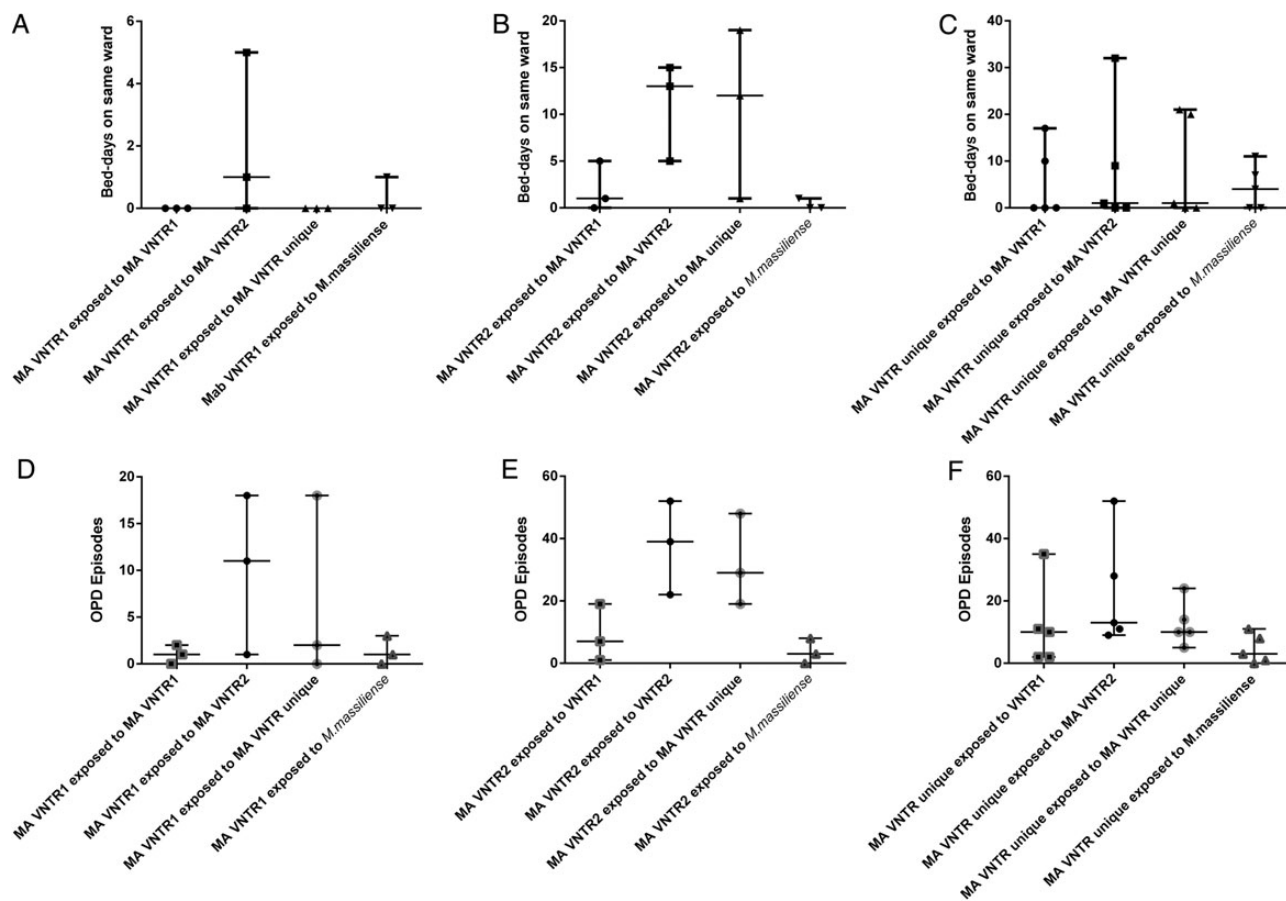 A
Bed-days on same ward
6
4
2
0
MA VNTR1 exposed to MA VNTR1
MA VNTR1 exposed to MA VNTR2
MA VNTR1 exposed to MA VNTR unique
Mab VNTR1 exposed to M.massiliense
B
Bed-days on same ward
20
15
10
5
0
MA VNTR2 exposed to MA VNTR1
MA VNTR2 exposed to MA VNTR2
MA VNTR2 exposed to MA unique
MA VNTR2 exposed to M.massiliense
C
Bed-days on same ward
40
30
20
10
0
MA VNTR unique exposed to MA VNTR1
MA VNTR unique exposed to MA VNTR2
MA VNTR unique exposed to MA VNTR unique
MA VNTR unique exposed to M.massiliense
D
OPD Episodes
20
15
10
5
0
MA VNTR1 exposed to MA VNTR1
MA VNTR1 exposed to MA VNTR2
MA VNTR1 exposed to MA VNTR unique
MA VNTR1 exposed to M.massiliense
E
OPD Episodes
60
40
20
0
MA VNTR2 exposed to VNTR1
MA VNTR2 exposed to VNTR2
MA VNTR2 exposed to MA VNTR unique
MA VNTR2 exposed to M.massiliense
F
OPD Episodes
60
40
20
0
MA VNTR unique exposed to VNTR1
MA VNTR unique exposed to MA VNTR2
MA VNTR unique exposed to MA VNTR unique
MA VNTR unique exposed to M.massiliense